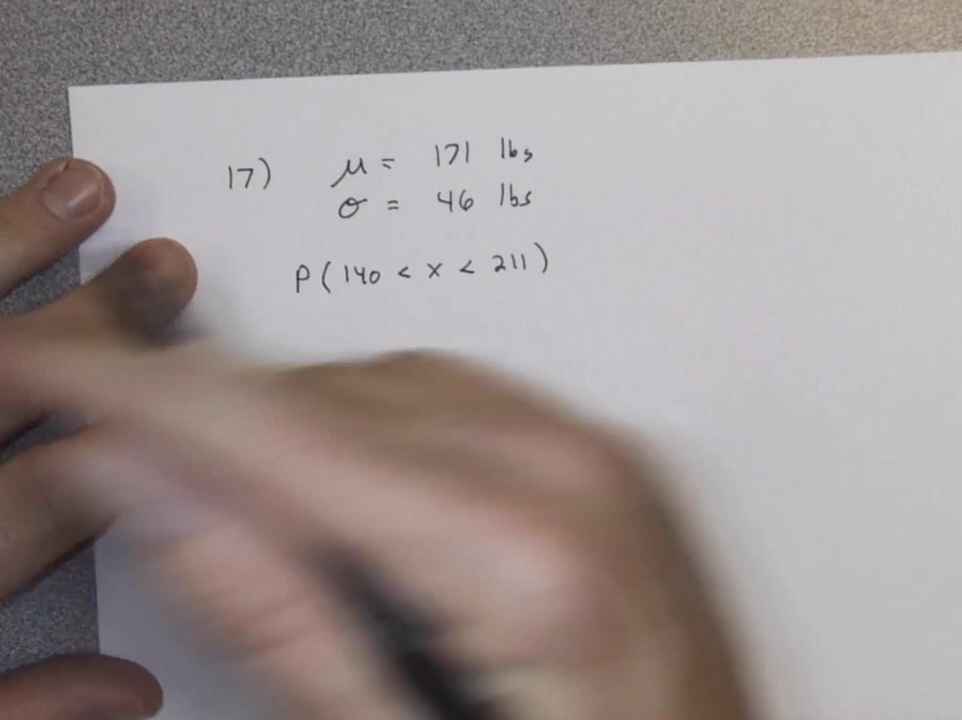 17) μ = 171 lbs
σ = 46 lbs
P(140 < x < 211)